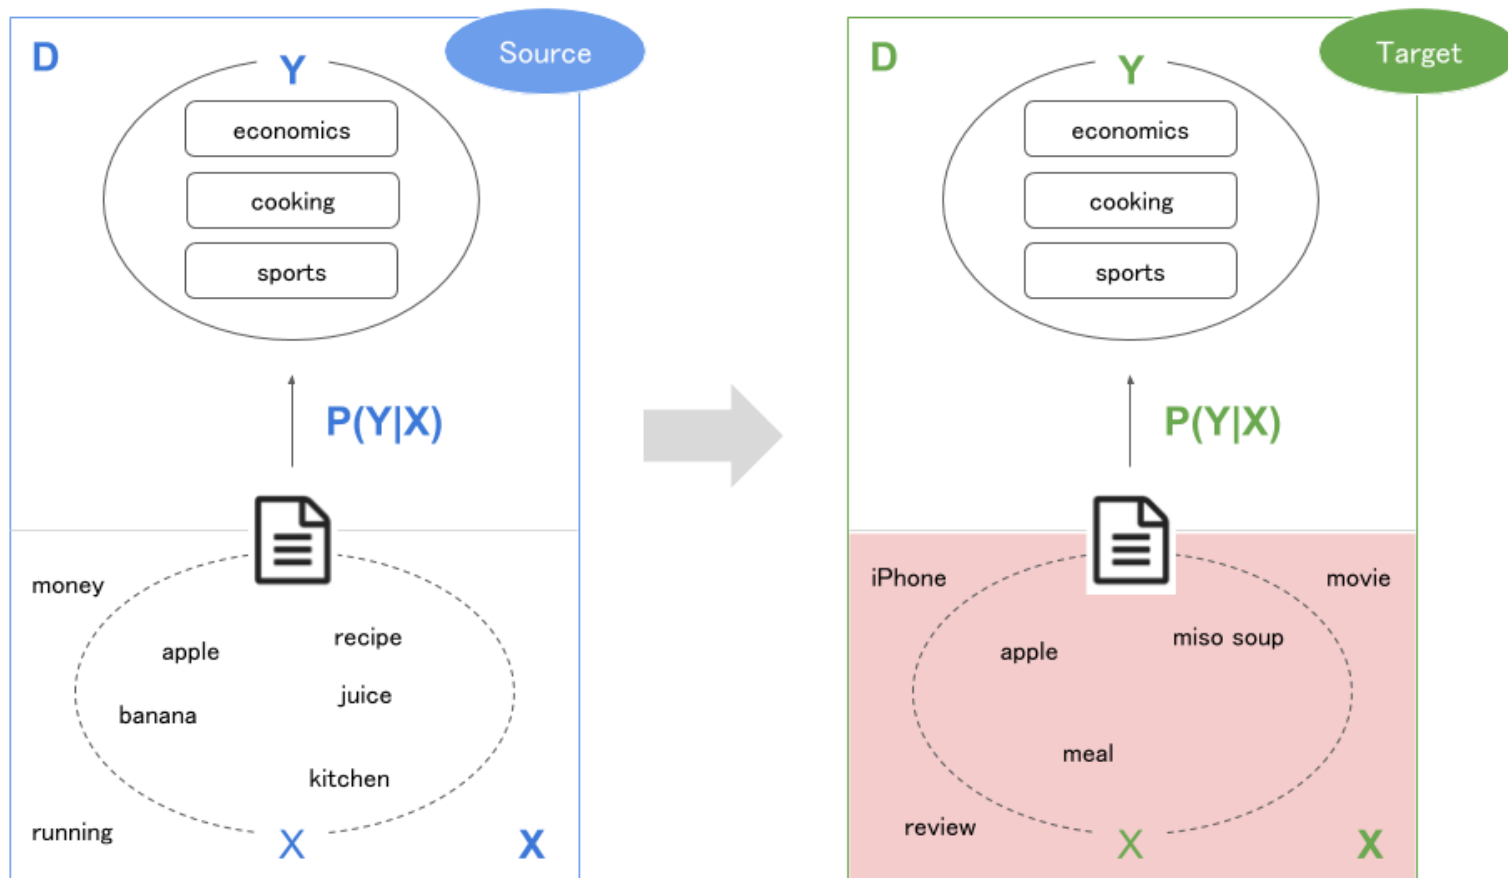 D
Source
Y
economics
cooking
sports
P(Y|X)
money
recipe
apple
juice
banana
kitchen
running
X
X
D
Target
Y
economics
cooking
sports
P(Y|X)
iPhone
movie
miso soup
apple
meal
review
X
X